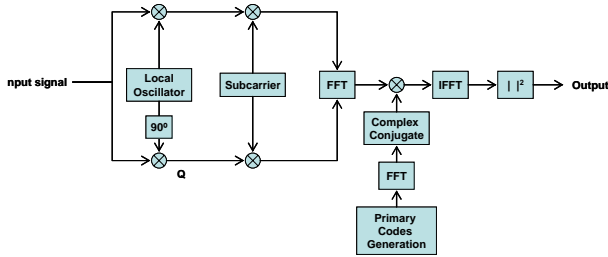 nput signal
Local
Oscillator
90º
Q
Subcarrier
FFT
IFFT
| |²
Output
Complex
Conjugate
FFT
Primary
Codes
Generation